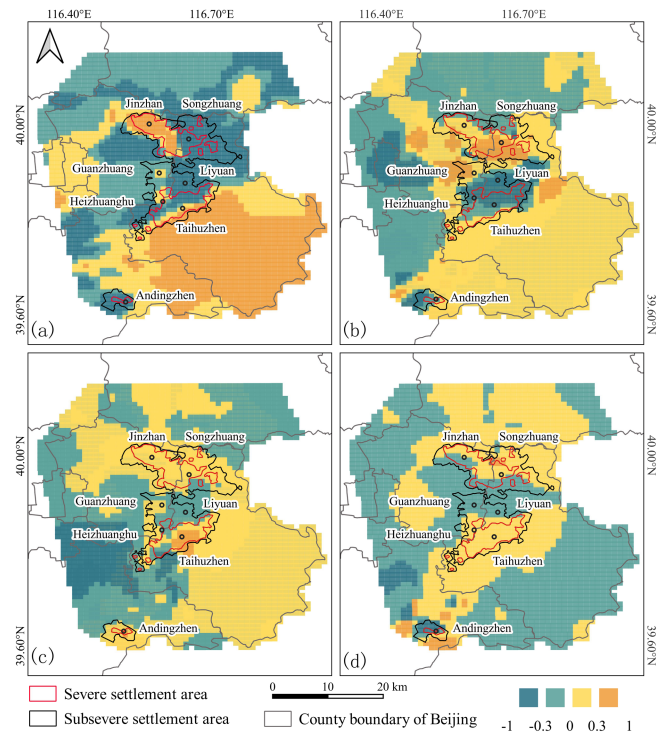 116.40°E 116.70°E 116.40°E 116.70°E
Jinzhan Songzhuang Jinzhan Songzhuang
40.00°N 40.00°N
Guanzhuang Liyuan Guanzhuang Liyuan
Heizhuanghu Heizhuanghu
Taihuzhen Taihuzhen
39.60°N Andingzhen Andingzhen 39.60°N
(a) (b)
Jinzhan Songzhuang Jinzhan Songzhuang
40.00°N 40.00°N
Guanzhuang Liyuan Guanzhuang Liyuan
Heizhuanghu Heizhuanghu
Taihuzhen Taihuzhen
39.60°N Andingzhen Andingzhen 39.60°N
(c) (d)
Severe settlement area 0 10 20 km
Subsevere settlement area County boundary of Beijing -1 -0.3 0 0.3 1